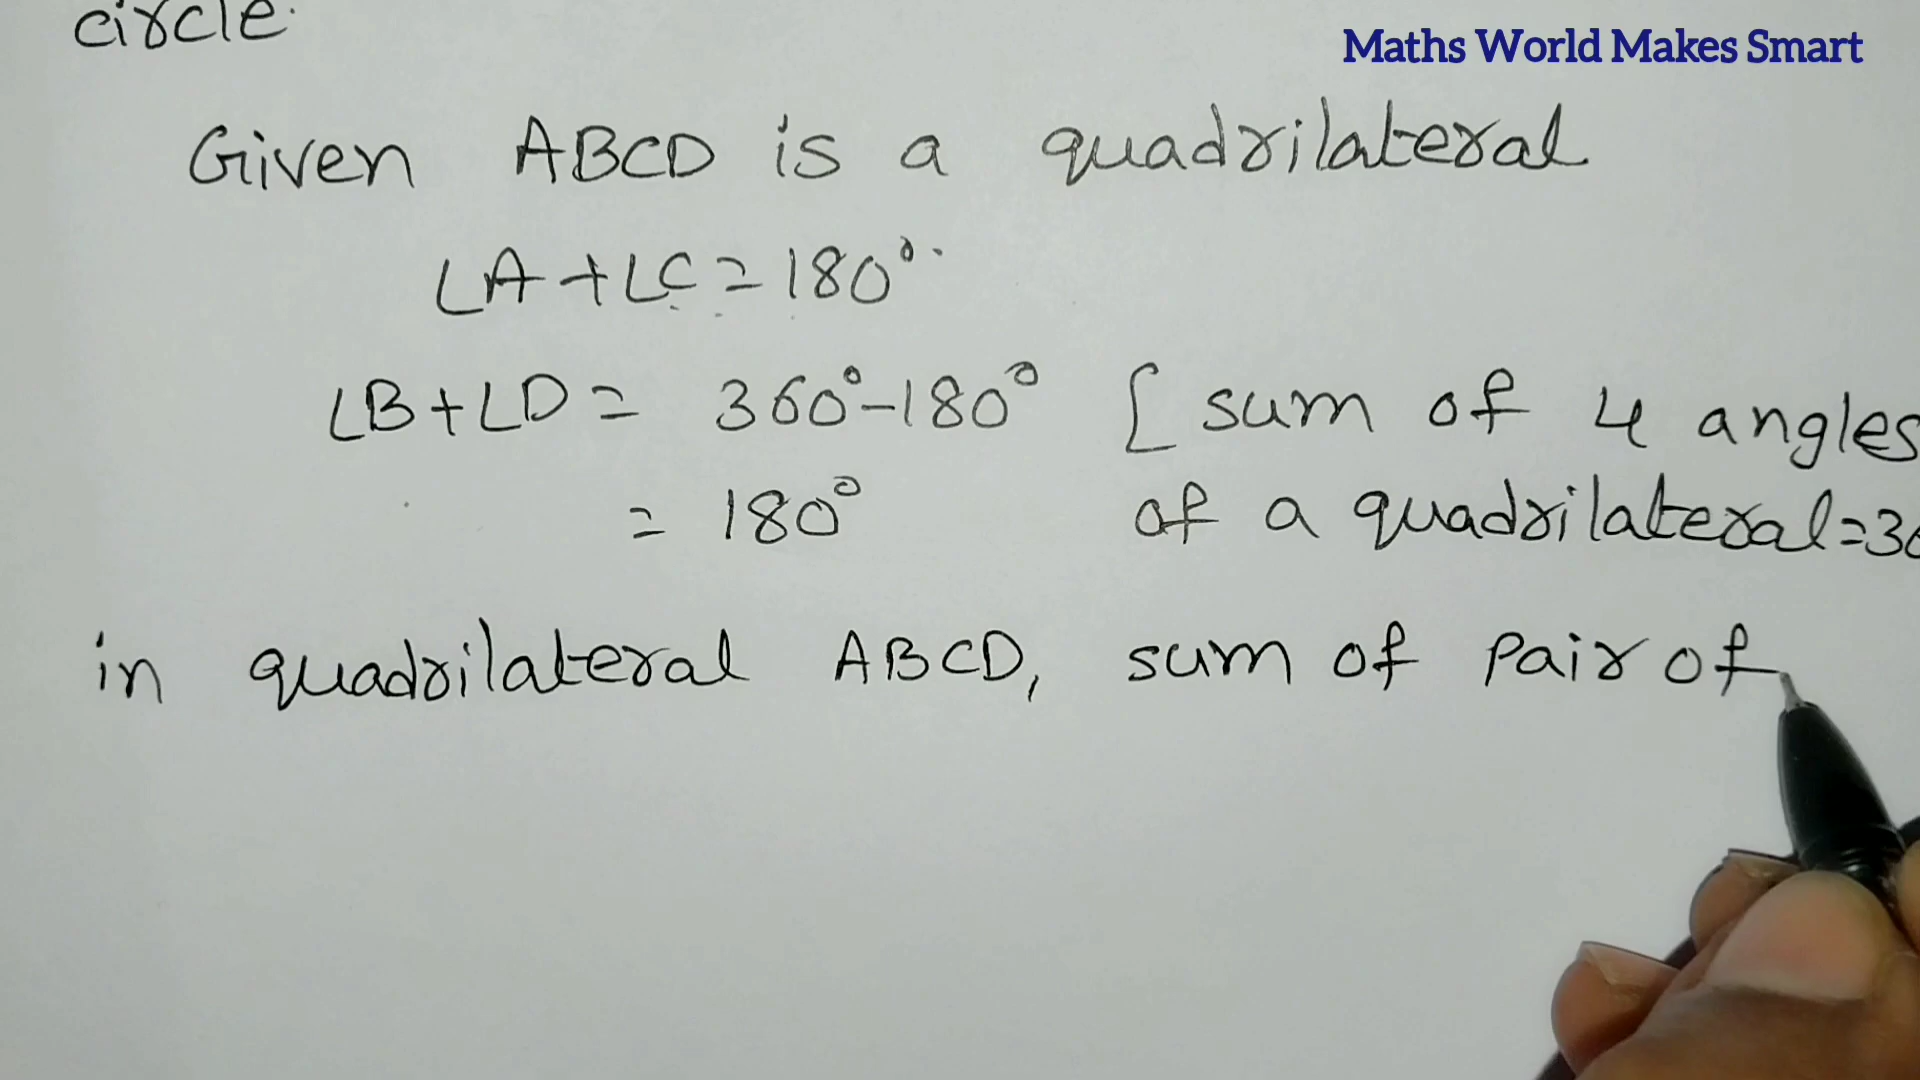 circle.
Maths World Makes Smart
Given ABCD is a quadrilateral
∠A+∠C=180°.
∠B+∠D= 360°-180° [sum of 4 angles
= 180° of a quadrilateral=36
in quadrilateral ABCD, sum of pair of